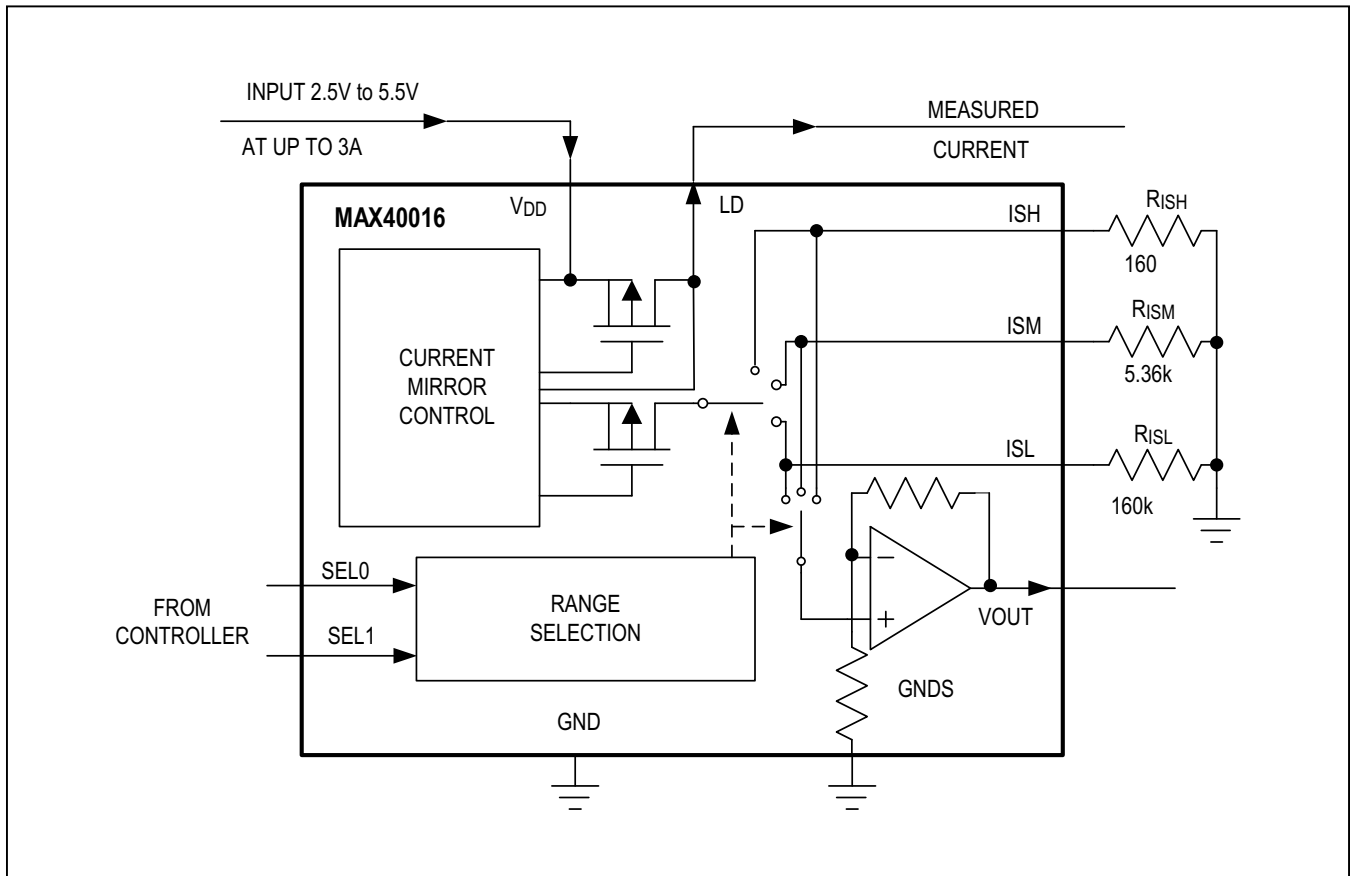 INPUT 2.5V to 5.5V
AT UP TO 3A
MEASURED
CURRENT
MAX40016
VDD
LD
ISH
RISH
160
ISM
RISM
5.36k
ISL
RISL
160k
CURRENT
MIRROR
CONTROL
SEL0
SEL1
FROM
CONTROLLER
RANGE
SELECTION
−
+
VOUT
GNDS
GND